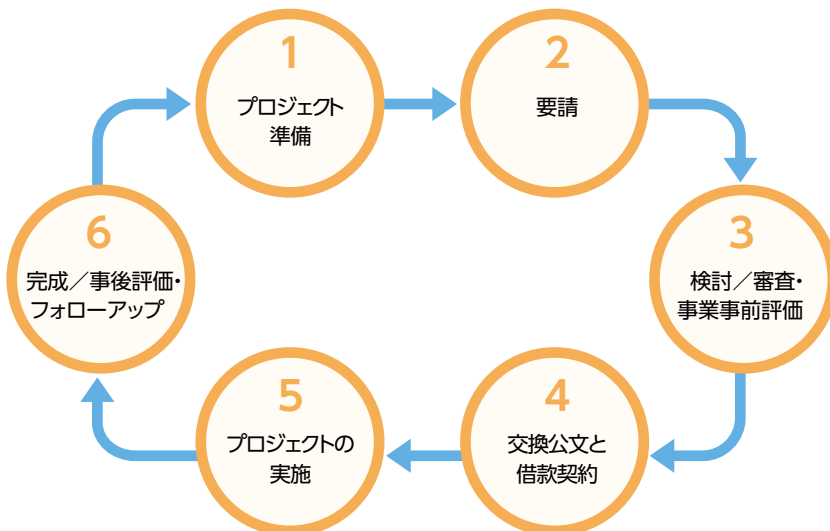 1
プロジェクト
準備
2
要請
3
検討／審査・
事業事前評価
4
交換公文と
借款契約
5
プロジェクトの
実施
6
完成／事後評価・
フォローアップ